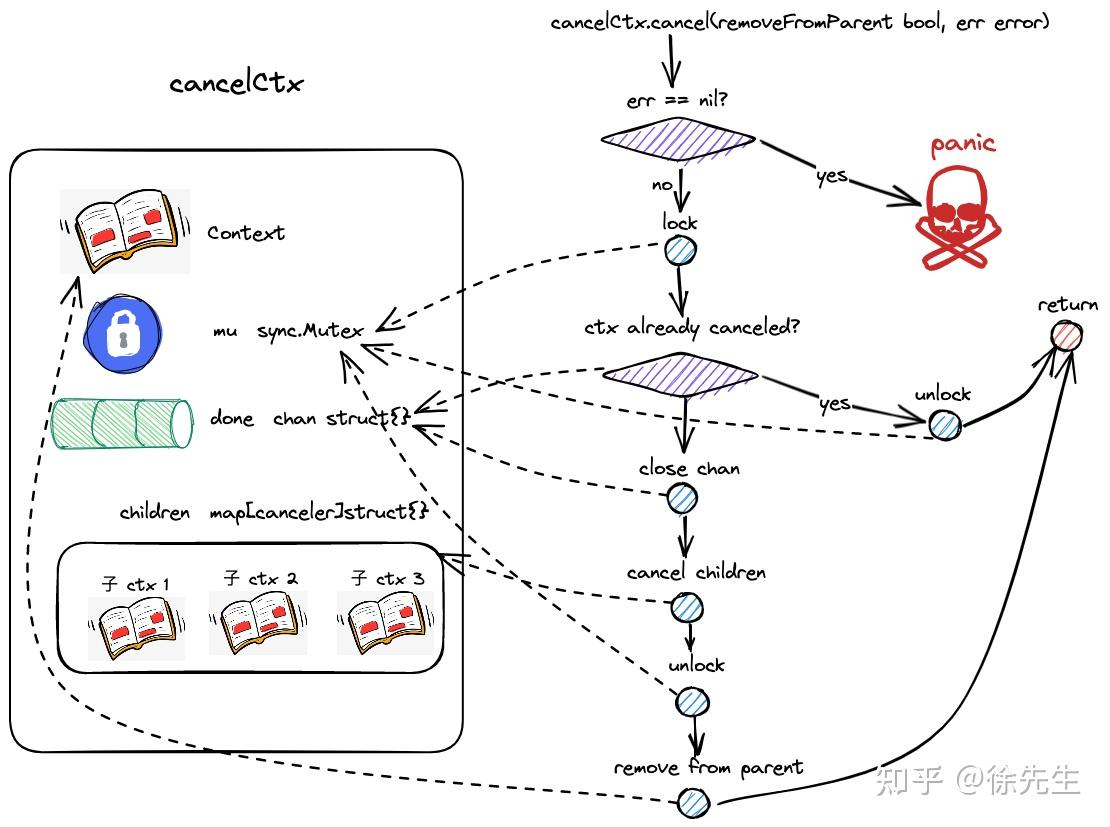 cancelCtx.cancel(removeFromParent bool, err error)
cancelCtx
err == nil?
panic
yes
no
Context
lock
mu sync.Mutex
ctx already canceled?
return
yes
unlock
done chan struct{}
close chan
children map[canceler]struct{}
cancel children
子 ctx 1
子 ctx 2
子 ctx 3
unlock
remove from parent
知乎 @徐先生